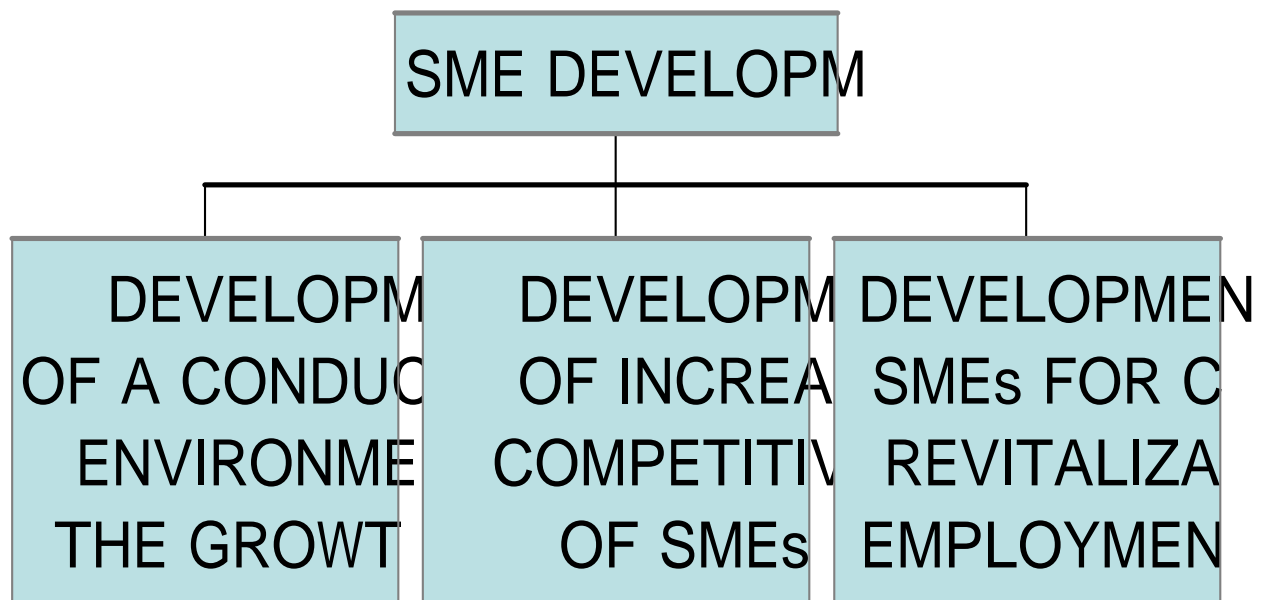 SME DEVELOPM
DEVELOPM
OF A CONDUC
ENVIRONME
THE GROWT
DEVELOPM
OF INCREA
COMPETITIV
OF SMEs
DEVELOPMEN
SMEs FOR C
REVITALIZA
EMPLOYMEN